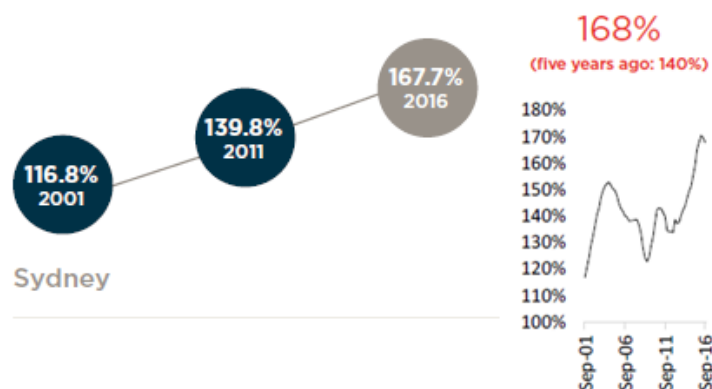 116.8%
2001
139.8%
2011
167.7%
2016
Sydney
168%
(five years ago: 140%)
180%
170%
160%
150%
140%
130%
120%
110%
100%
Sep-01
Sep-06
Sep-11
Sep-16